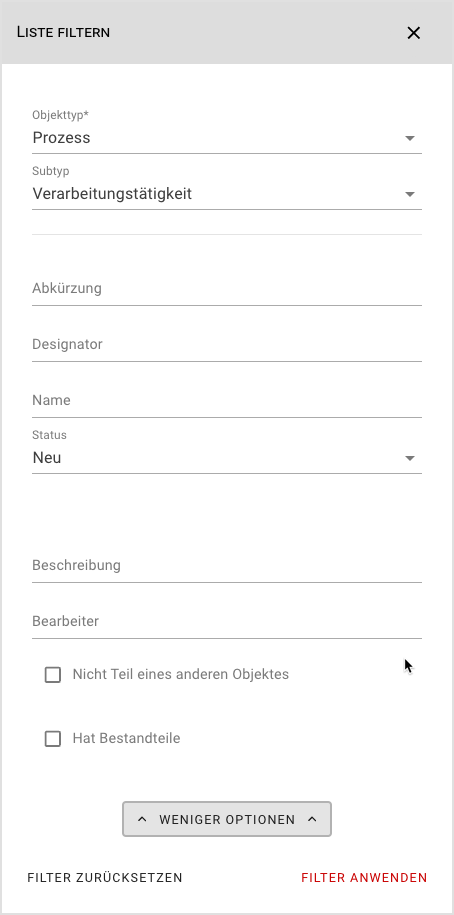 LISTE FILTERN
Objekttyp*
Prozess
Subtyp
Verarbeitungstätigkeit
Abkürzung
Designator
Name
Status
Neu
Beschreibung
Bearbeiter
Nicht Teil eines anderen Objektes
Hat Bestandteile
WENIGER OPTIONEN
FILTER ZURÜCKSETZEN FILTER ANWENDEN